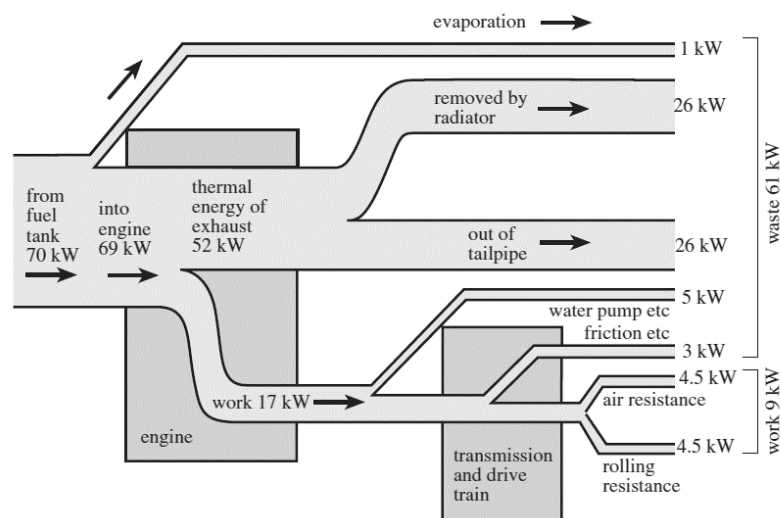 evaporation
1 kW
removed by
radiator
26 kW
from
fuel
tank
70 kW
into
engine
69 kW
thermal
energy of
exhaust
52 kW
out of
tailpipe
26 kW
waste 61 kW
5 kW
water pump etc
friction etc
3 kW
work 17 kW
4.5 kW
air resistance
work 9 kW
engine
4.5 kW
rolling
resistance
transmission
and drive
train